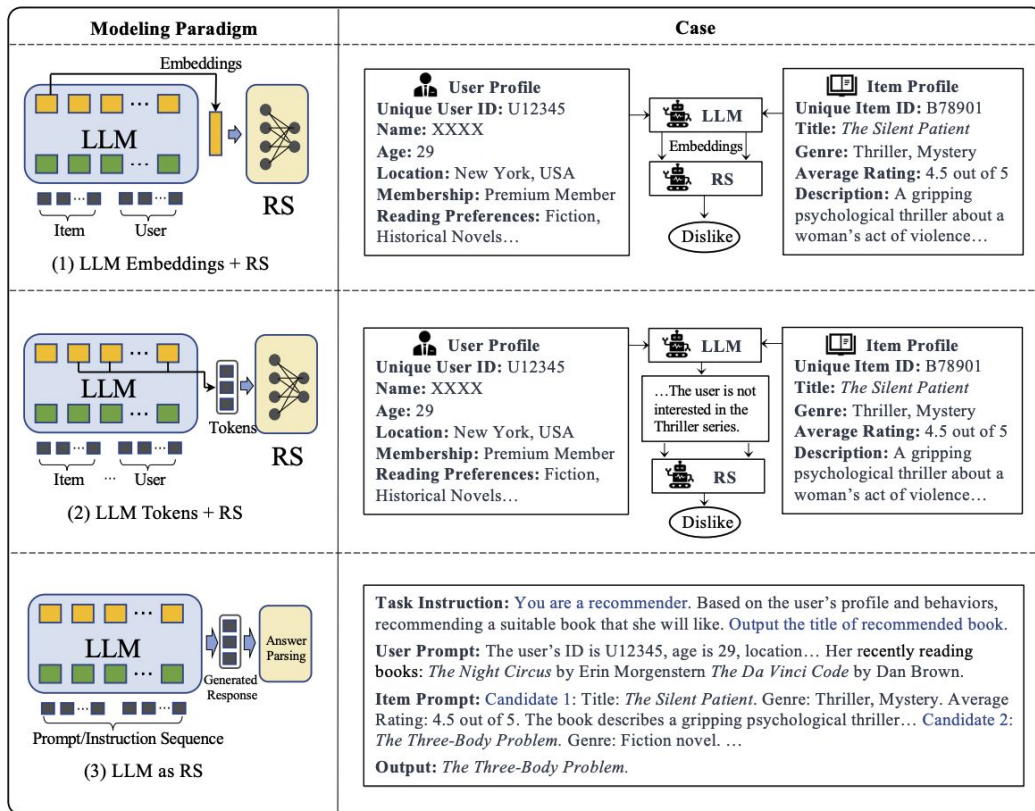 Modeling Paradigm
Case
Embeddings
LLM
RS
Item
User
(1) LLM Embeddings + RS
User Profile
Unique User ID: U12345
Name: XXXX
Age: 29
Location: New York, USA
Membership: Premium Member
Reading Preferences: Fiction,
Historical Novels…
LLM
Embeddings
RS
Dislike
Item Profile
Unique Item ID: B78901
Title: The Silent Patient
Genre: Thriller, Mystery
Average Rating: 4.5 out of 5
Description: A gripping
psychological thriller about a
woman's act of violence…
LLM
Tokens
RS
Item
...
User
(2) LLM Tokens + RS
User Profile
Unique User ID: U12345
Name: XXXX
Age: 29
Location: New York, USA
Membership: Premium Member
Reading Preferences: Fiction,
Historical Novels…
LLM
…The user is not
interested in the
Thriller series.
RS
Dislike
Item Profile
Unique Item ID: B78901
Title: The Silent Patient
Genre: Thriller, Mystery
Average Rating: 4.5 out of 5
Description: A gripping
psychological thriller about a
woman's act of violence…
LLM
Generated
Response
Answer
Parsing
Prompt/Instruction Sequence
(3) LLM as RS
Task Instruction: You are a recommender. Based on the user's profile and behaviors,
recommending a suitable book that she will like. Output the title of recommended book.
User Prompt: The user's ID is U12345, age is 29, location… Her recently reading
books: The Night Circus by Erin Morgenstern The Da Vinci Code by Dan Brown.
Item Prompt: Candidate 1: Title: The Silent Patient. Genre: Thriller, Mystery. Average
Rating: 4.5 out of 5. The book describes a gripping psychological thriller… Candidate 2:
The Three-Body Problem. Genre: Fiction novel. …
Output: The Three-Body Problem.